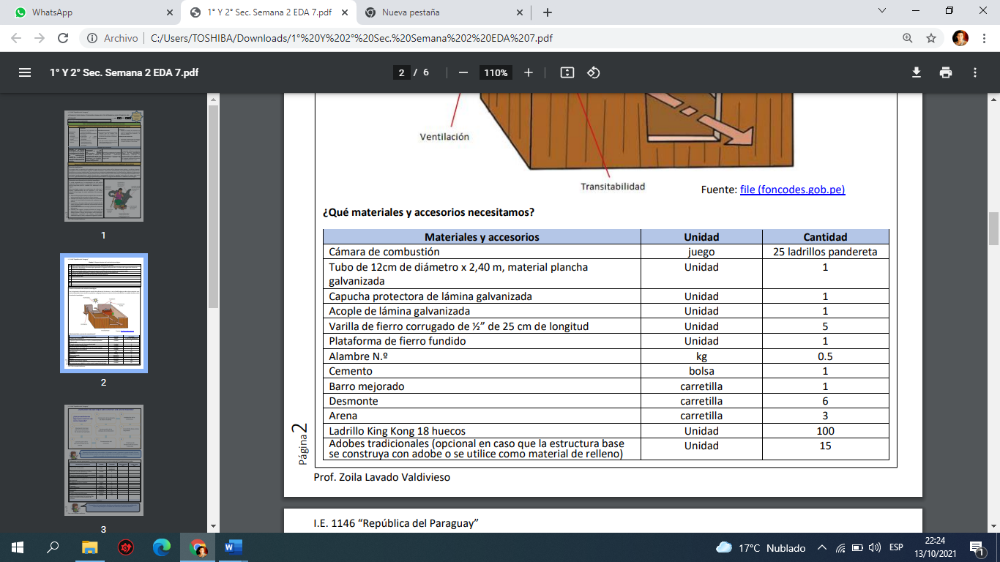 WhatsApp
1° Y 2° Sec. Semana 2 EDA 7.pdf
Nueva pestaña
Archivo
C:/Users/TOSHIBA/Downloads/1°%20Y%202°%20Sec.%20Semana%202%20EDA%207.pdf
1° Y 2° Sec. Semana 2 EDA 7.pdf
2 / 6
110%
1
2
3
Ventilación
Transitabilidad
Fuente: file (foncodes.gob.pe)
¿Qué materiales y accesorios necesitamos?
Materiales y accesorios Unidad Cantidad
Cámara de combustión juego 25 ladrillos pandereta
Tubo de 12cm de diámetro x 2,40 m, material plancha Unidad 1
galvanizada
Capucha protectora de lámina galvanizada Unidad 1
Acople de lámina galvanizada Unidad 1
Varilla de fierro corrugado de ½” de 25 cm de longitud Unidad 5
Plataforma de fierro fundido Unidad 1
Alambre N.º kg 0.5
Cemento bolsa 1
Barro mejorado carretilla 1
Desmonte carretilla 6
Arena carretilla 3
Ladrillo King Kong 18 huecos Unidad 100
Adobes tradicionales (opcional en caso que la estructura base Unidad 15
se construya con adobe o se utilice como material de relleno)
Página 2
Prof. Zoila Lavado Valdivieso
I.E. 1146 “República del Paraguay”
17°C Nublado
ESP
22:24
13/10/2021
1